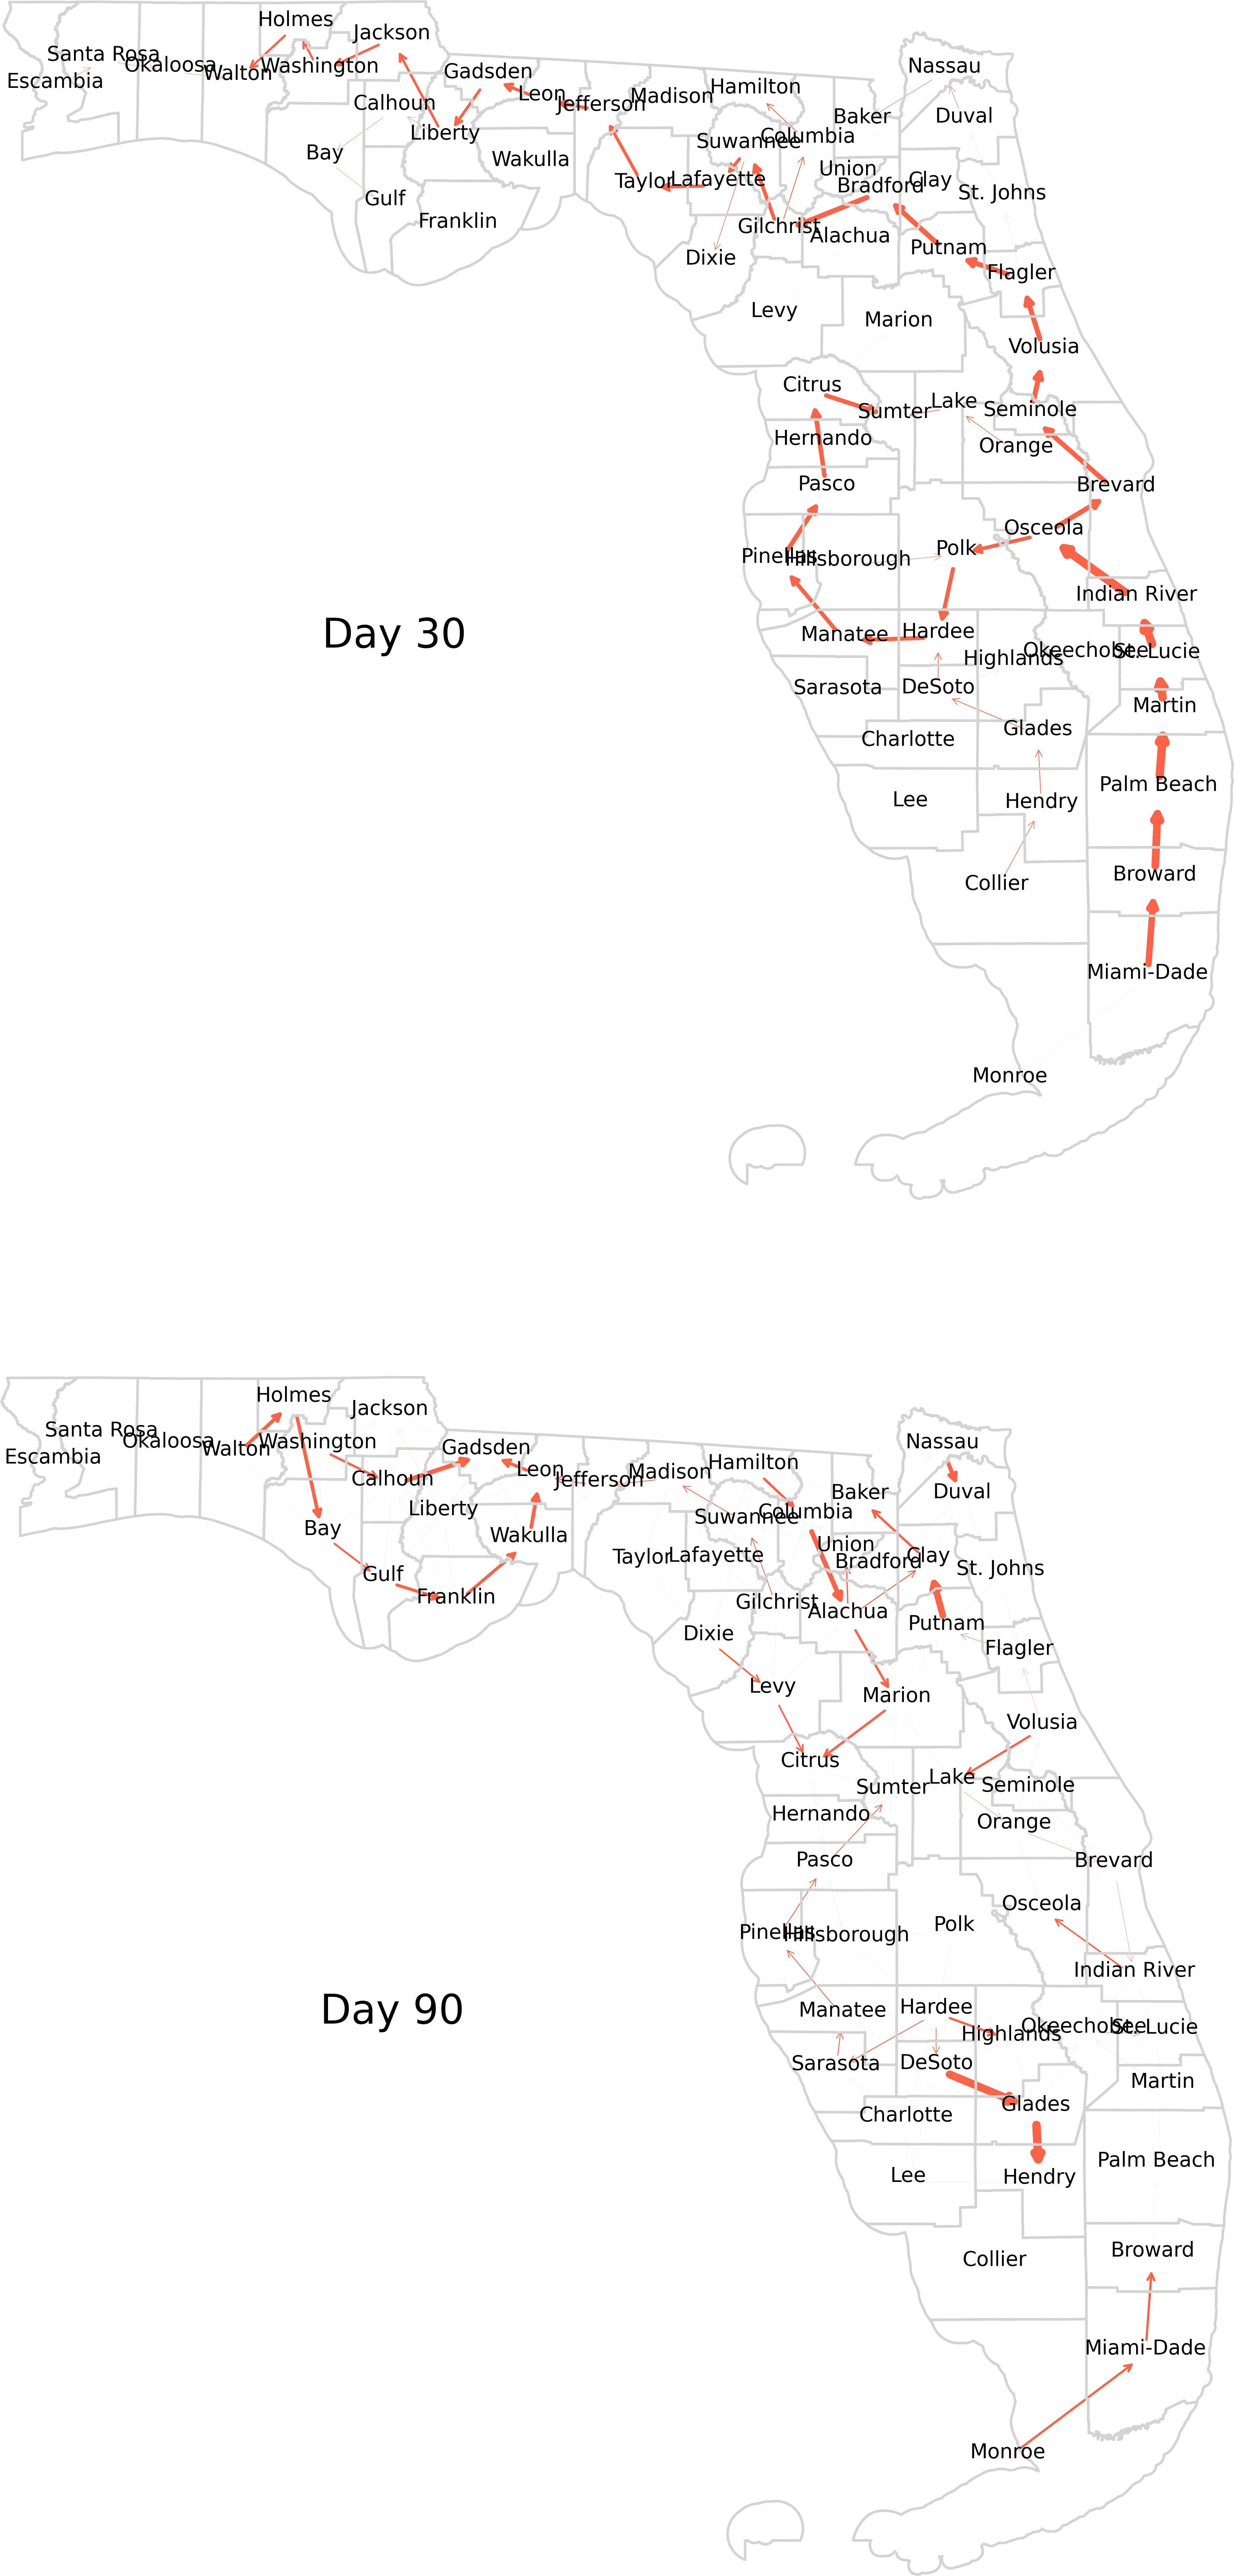 Holmes
Jackson
Santa Rosa
Okaloosa
Escambia
Walton
Washington
Gadsden
Leon
Jefferson
Madison
Hamilton
Nassau
Calhoun
Liberty
Baker
Duval
Suwannee
Columbia
Bay
Wakulla
Union
Taylor
Lafayette
Bradford
Clay
St. Johns
Gulf
Franklin
Gilchrist
Alachua
Putnam
Dixie
Flagler
Levy
Marion
Volusia
Citrus
Sumter
Lake
Seminole
Hernando
Orange
Pasco
Brevard
Osceola
Pinellas
Hillsborough
Polk
Indian River
Day 30
Manatee
Hardee
Highlands
Okeechobee
St. Lucie
Sarasota
DeSoto
Martin
Charlotte
Glades
Palm Beach
Lee
Hendry
Collier
Broward
Miami-Dade
Monroe
Holmes
Jackson
Santa Rosa
Okaloosa
Escambia
Walton
Washington
Gadsden
Leon
Jefferson
Madison
Hamilton
Nassau
Calhoun
Liberty
Baker
Duval
Suwannee
Columbia
Bay
Wakulla
Union
Taylor
Lafayette
Bradford
Clay
St. Johns
Gulf
Franklin
Gilchrist
Alachua
Putnam
Dixie
Flagler
Levy
Marion
Volusia
Citrus
Sumter
Lake
Seminole
Hernando
Orange
Pasco
Brevard
Osceola
Pinellas
Hillsborough
Polk
Indian River
Day 90
Manatee
Hardee
Highlands
Okeechobee
St. Lucie
Sarasota
DeSoto
Martin
Charlotte
Glades
Palm Beach
Lee
Hendry
Collier
Broward
Miami-Dade
Monroe